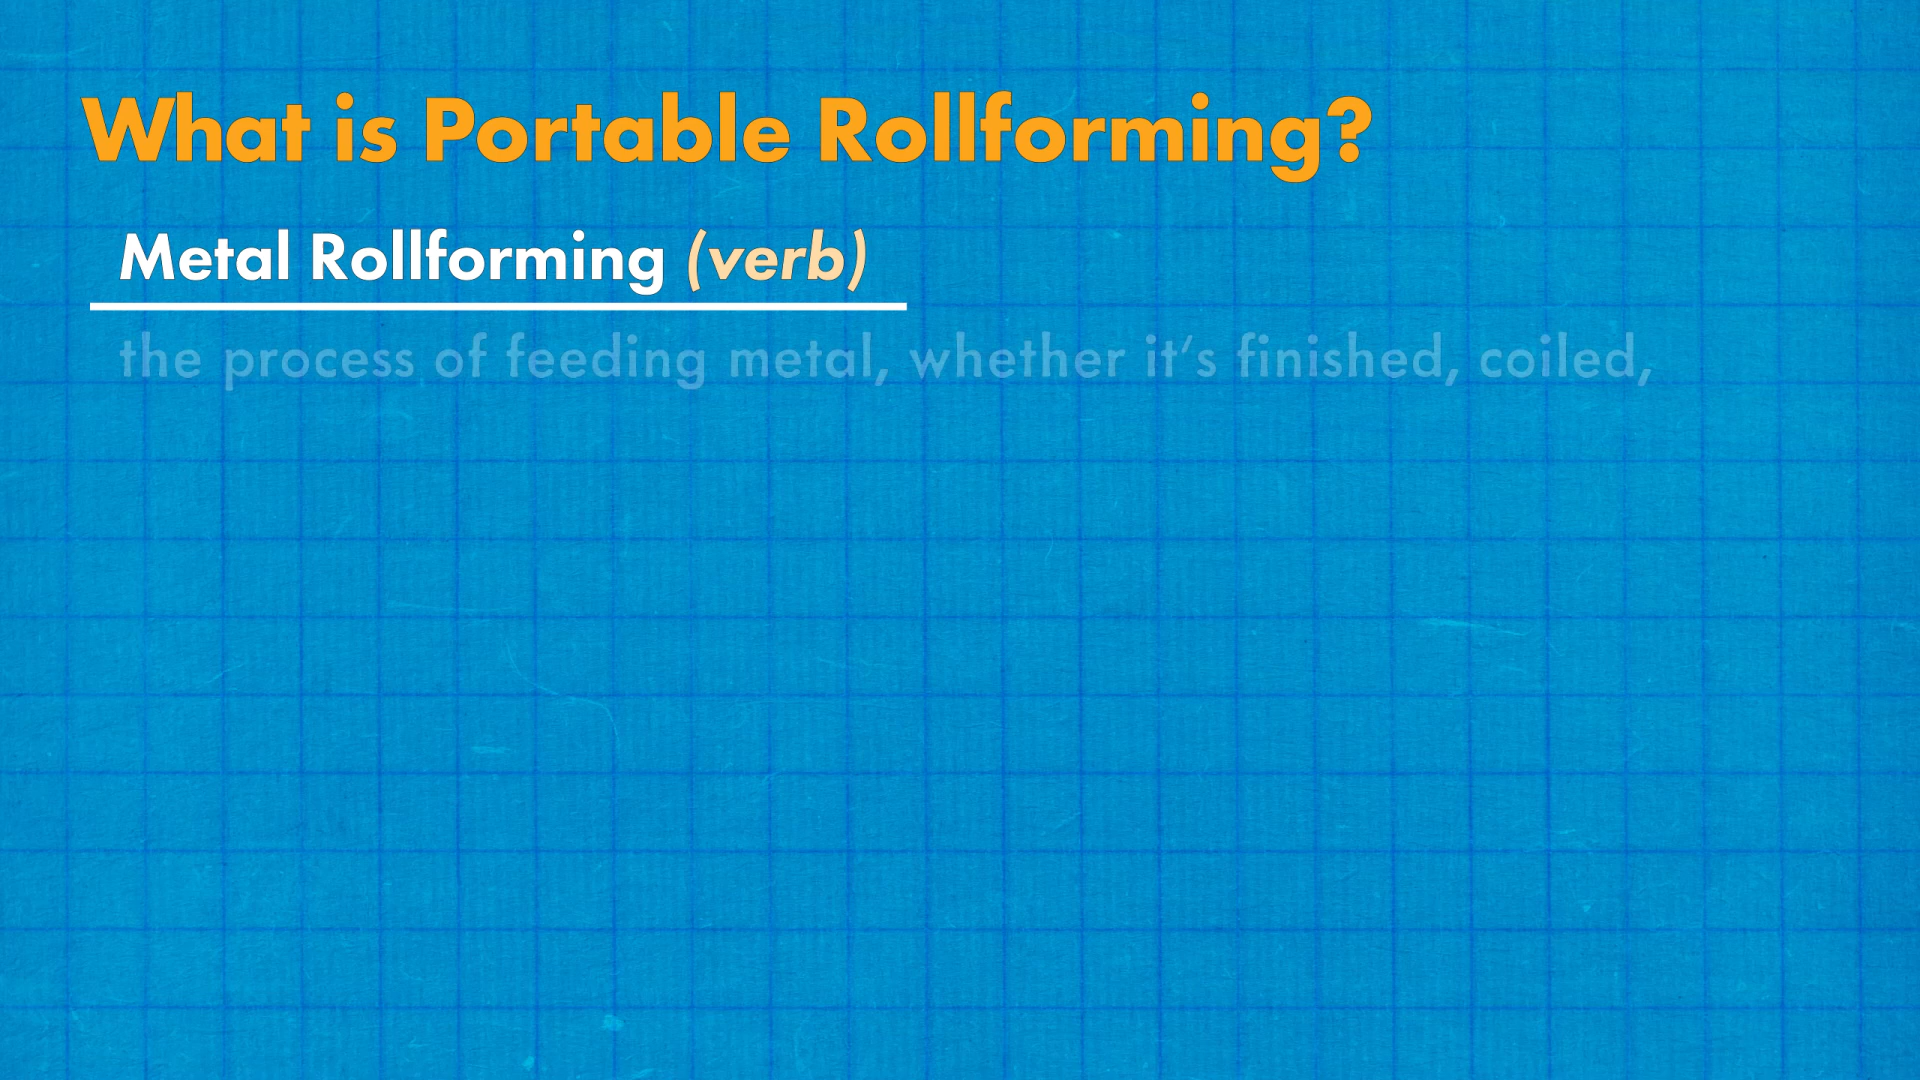 What is Portable Rollforming?
Metal Rollforming (verb)
the process of feeding metal, whether it's finished, coiled,